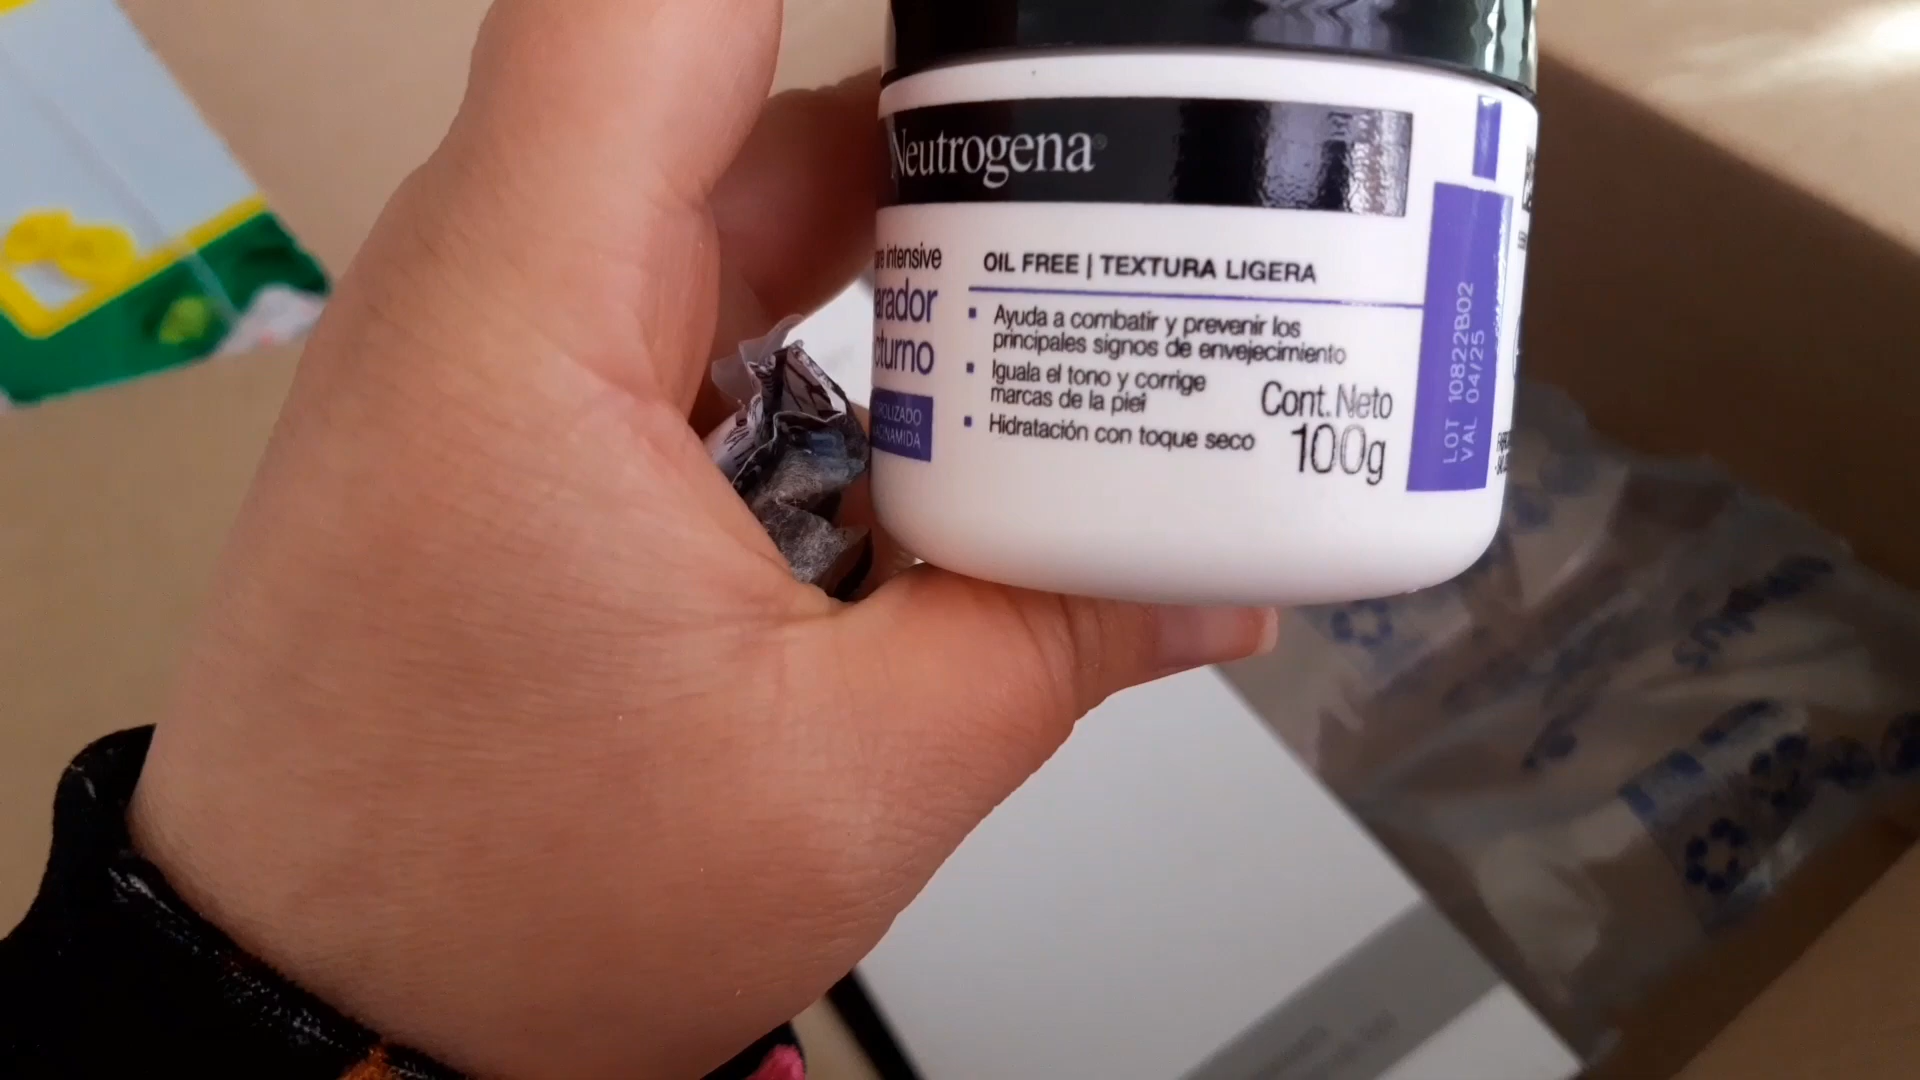 Neutrogena®
intensive
OIL FREE | TEXTURA LIGERA
Ayuda a combatir y prevenir los
principales signos de envejecimiento
Iguala el tono y corrige
marcas de la piel
Hidratación con toque seco
Cont. Neto
100g
LOT 10822B02
VAL 04/25